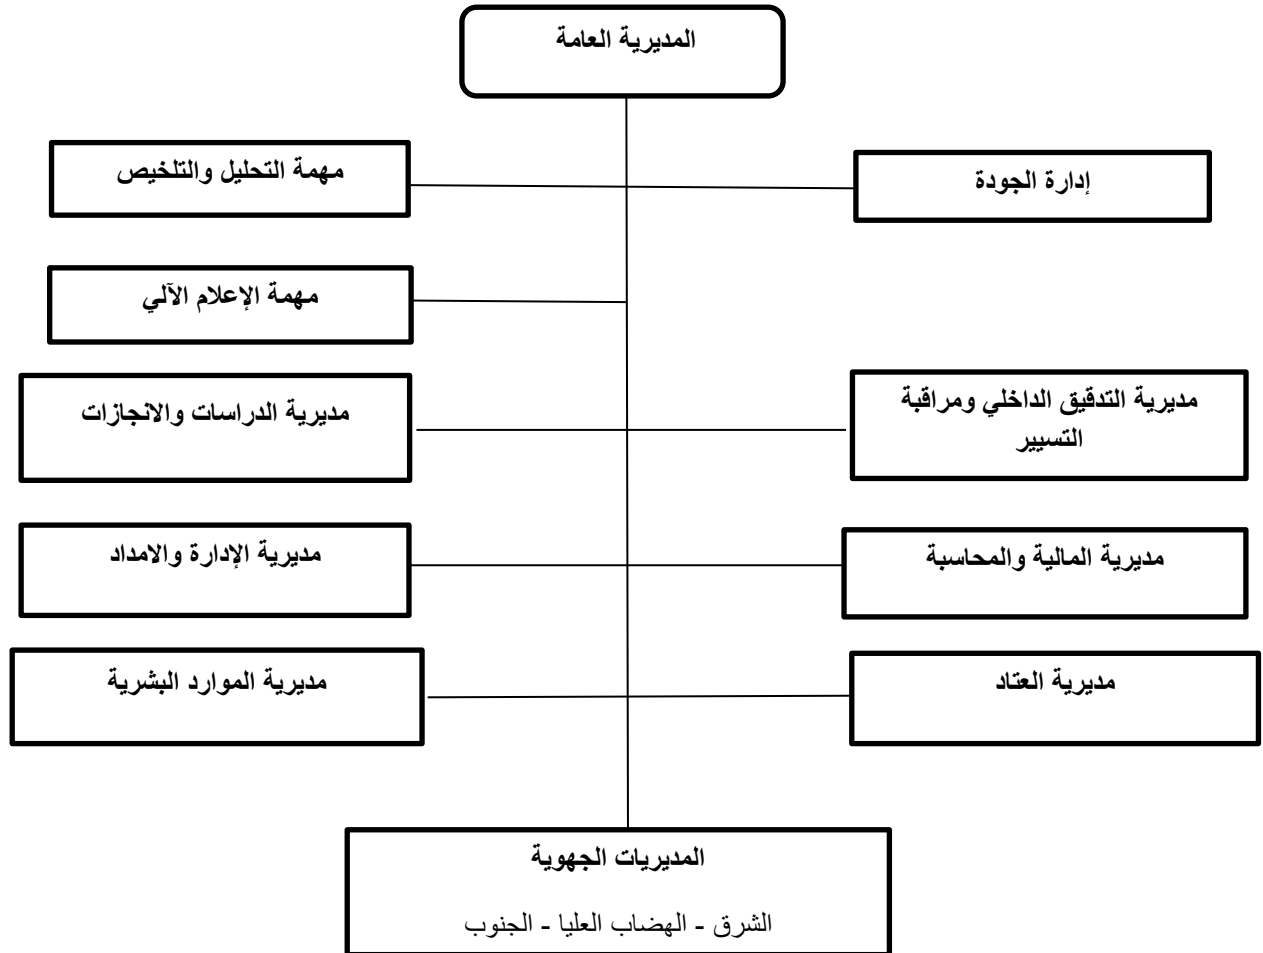 المديرية العامة
إدارة الجودة
مهمة التحليل والتلخيص
مهمة الإعلام الآلي
مديرية التدقيق الداخلي ومراقبة
التسيير
مديرية الدراسات والانجازات
مديرية المالية والمحاسبة
مديرية الإدارة والامداد
مديرية العتاد
مديرية الموارد البشرية
المديريات الجهوية
الشرق - الهضاب العليا - الجنوب